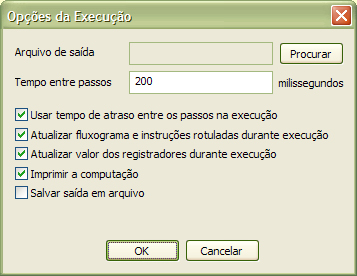 Opções da Execução
Arquivo de saída
Procurar
Tempo entre passos 200 milissegundos
Usar tempo de atraso entre os passos na execução
Atualizar fluxograma e instruções rotuladas durante execução
Atualizar valor dos registradores durante execução
Imprimir a computação
Salvar saída em arquivo
OK Cancelar